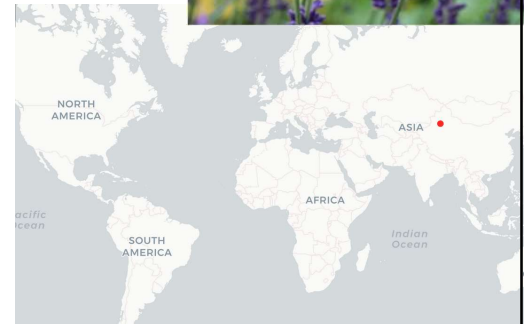 NORTH
AMERICA
ASIA
AFRICA
acific
cean
Indian
Ocean
SOUTH
AMERICA